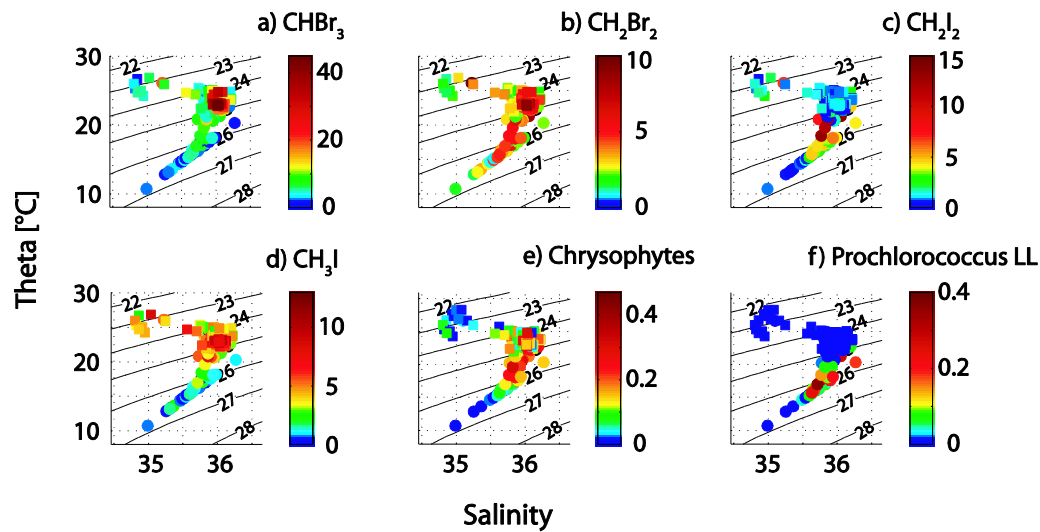 a) CHBr3 b) CH2Br2 c) CH2I2
30 22 23 24 26 27 28 45 20 0
22 23 24 26 27 28 10 5 0
22 23 24 26 27 28 15 10 5 0
20
10
Theta [°C]
d) CH3I e) Chrysophytes f) Prochlorococcus LL
30 22 23 24 26 27 28 10 5 0
22 23 24 26 27 28 0.4 0.2 0
22 23 24 26 27 28 0.4 0.2 0
20
10
35 36 35 36 35 36
Salinity